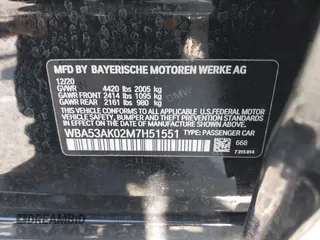 MFD BY BAYERISCHE MOTOREN WERKE AG
12/20
GVWR 4420 lbs 2005 kg
GAWR FRONT 2414 lbs 1095 kg
GAWR REAR 2161 lbs 980 kg
THIS VEHICLE CONFORMS TO ALL APPLICABLE
U.S. FEDERAL MOTOR VEHICLE SAFETY, BUMPER,
AND THEFT PREVENTION STANDARDS IN EFFECT ON
THE DATE OF MANUFACTURE SHOWN ABOVE.
WBA53AK02M7H51551 TYPE: PASSENGER CAR
668
DREAMBID